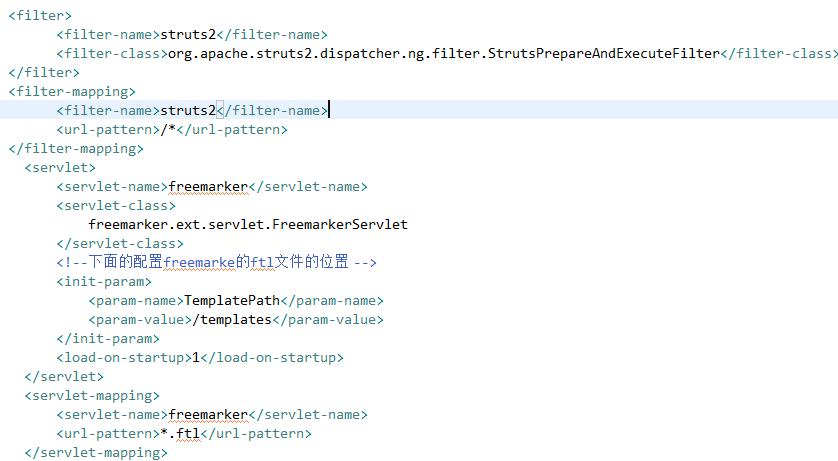 <filter>
<filter-name>struts2</filter-name>
<filter-class>org.apache.struts2.dispatcher.ng.filter.StrutsPrepareAndExecuteFilter</filter-class>
</filter>
<filter-mapping>
<filter-name>struts2</filter-name>
<url-pattern>/*</url-pattern>
</filter-mapping>
<servlet>
<servlet-name>freemarker</servlet-name>
<servlet-class>
freemarker.ext.servlet.FreemarkerServlet
</servlet-class>
<!--下面的配置freemarke的ftl文件的位置 -->
<init-param>
<param-name>TemplatePath</param-name>
<param-value>/templates</param-value>
</init-param>
<load-on-startup>1</load-on-startup>
</servlet>
<servlet-mapping>
<servlet-name>freemarker</servlet-name>
<url-pattern>*.ftl</url-pattern>
</servlet-mapping>